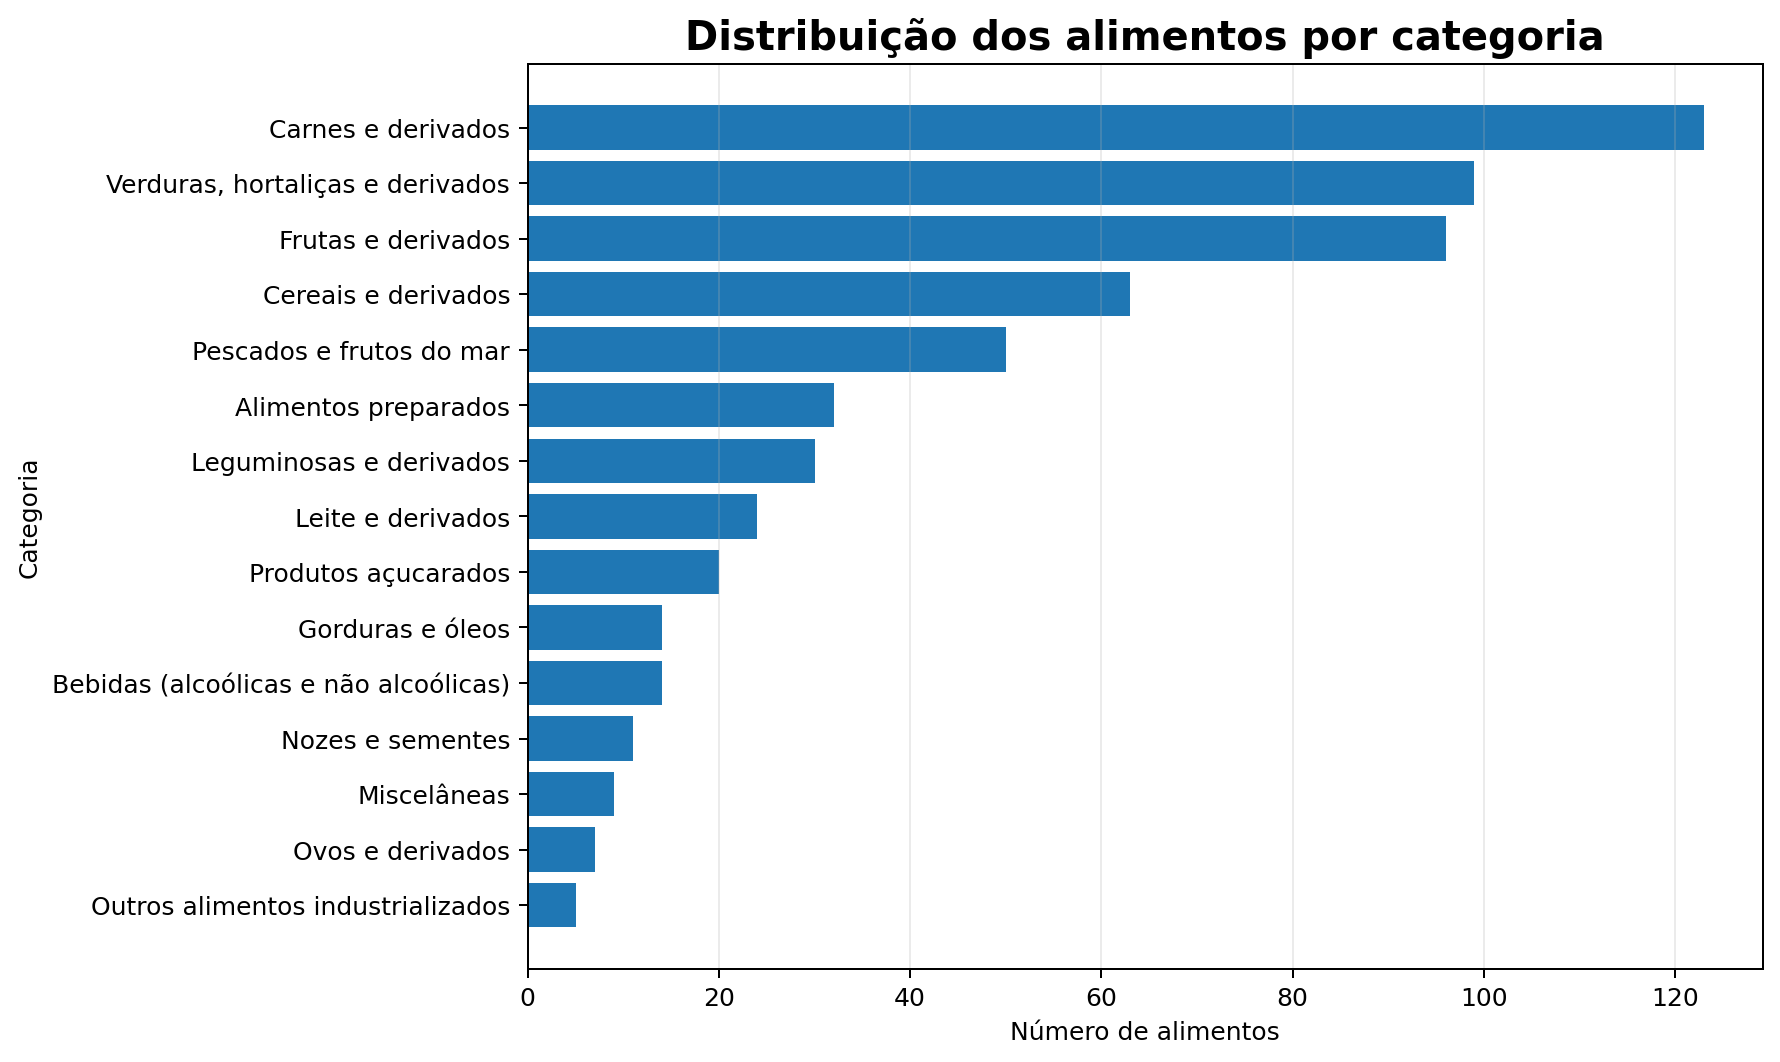 Distribuição dos alimentos por categoria
Categoria
Carnes e derivados
Verduras, hortaliças e derivados
Frutas e derivados
Cereais e derivados
Pescados e frutos do mar
Alimentos preparados
Leguminosas e derivados
Leite e derivados
Produtos açucarados
Gorduras e óleos
Bebidas (alcoólicas e não alcoólicas)
Nozes e sementes
Miscelâneas
Ovos e derivados
Outros alimentos industrializados
0 20 40 60 80 100 120
Número de alimentos